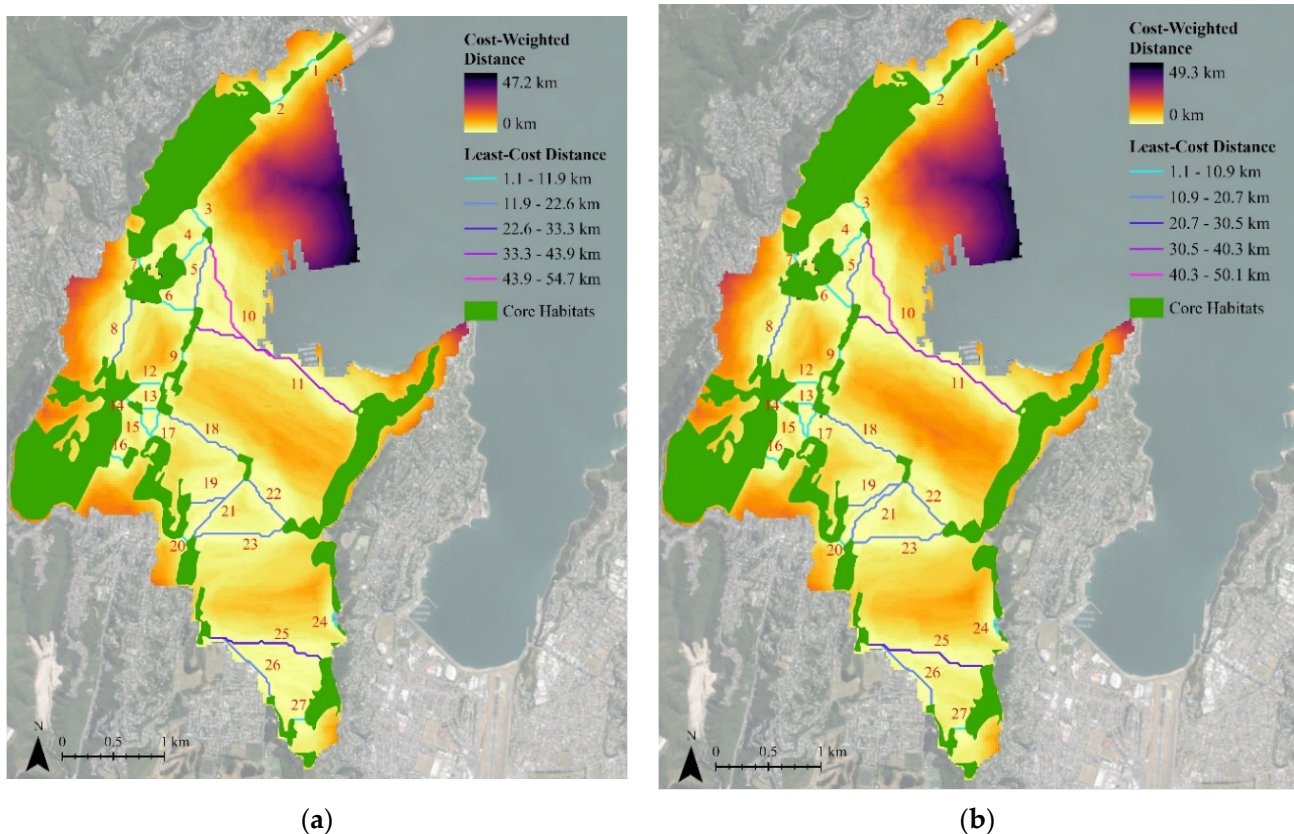 Cost-Weighted
Distance
47.2 km
0 km
Least-Cost Distance
1.1 - 11.9 km
11.9 - 22.6 km
22.6 - 33.3 km
33.3 - 43.9 km
43.9 - 54.7 km
Core Habitats
1
2
3
4
5
7
6
8
10
9
11
12
13
14
15
17
16
18
19
22
21
20
23
24
25
26
27
N
0 0.5 1 km
(a)
Cost-Weighted
Distance
49.3 km
0 km
Least-Cost Distance
1.1 - 10.9 km
10.9 - 20.7 km
20.7 - 30.5 km
30.5 - 40.3 km
40.3 - 50.1 km
Core Habitats
1
2
3
4
5
7
6
8
10
9
11
12
13
14
15
17
16
18
19
22
21
20
23
24
25
26
27
N
0 0.5 1 km
(b)